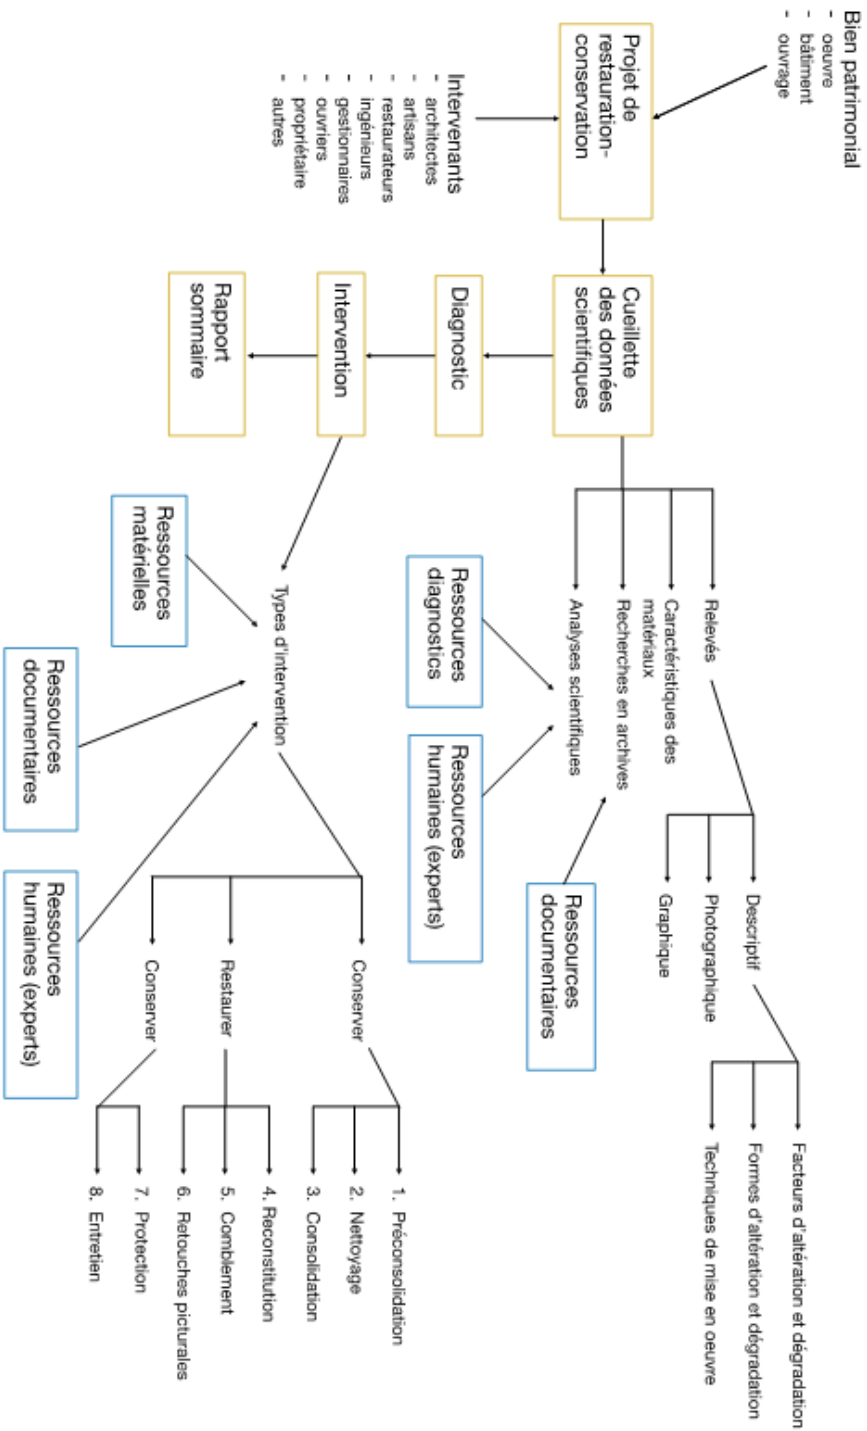 Bien patrimonial
- oeuvre
- bâtiment
- ouvrage
Projet de
restauration-
conservation
Intervenants
- architectes
- artisans
- restaurateurs
- ingénieurs
- gestionnaires
- ouvriers
- propriétaire
- autres
Cueillette
des données
scientifiques
Diagnostic
Intervention
Rapport
sommaire
Relevés
Caractéristiques des
matériaux
Recherches en archives
Analyses scientifiques
Descriptif
Photographique
Graphique
Facteurs d'altération et dégradation
Formes d'altération et dégradation
Techniques de mise en oeuvre
Ressources
documentaires
Ressources
diagnostics
Ressources
humaines (experts)
Types d'intervention
Ressources
matérielles
Ressources
documentaires
Ressources
humaines (experts)
Conserver
Restaurer
Conserver
1. Préconsolidation
2. Nettoyage
3. Consolidation
4. Reconstitution
5. Comblement
6. Retouches picturales
7. Protection
8. Entretien